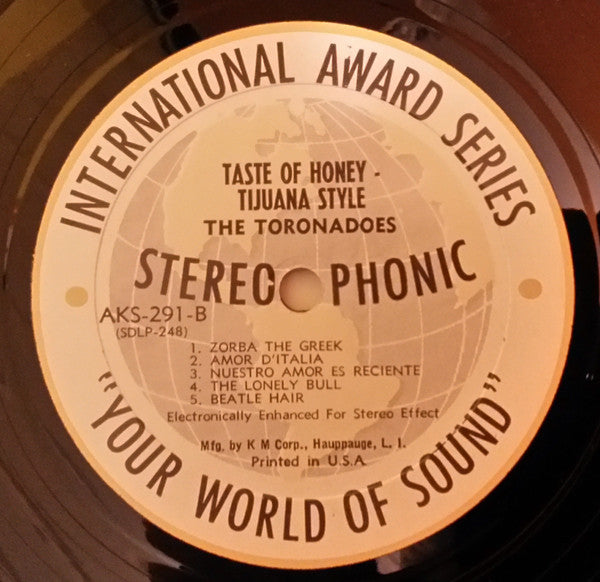 INTERNATIONAL AWARD SERIES
TASTE OF HONEY -
TIJUANA STYLE
THE TORONADOES
STEREO PHONIC
AKS-291-B
(SDLP-248)
1. ZORBA THE GREEK
2. AMOR D'ITALIA
3. NUESTRO AMOR ES RECIENTE
4. THE LONELY BULL
5. BEATLE HAIR
Electronically Enhanced For Stereo Effect
Mfg. by K M Corp., Hauppauge, L. I.
Printed in U.S.A
"YOUR WORLD OF SOUND"